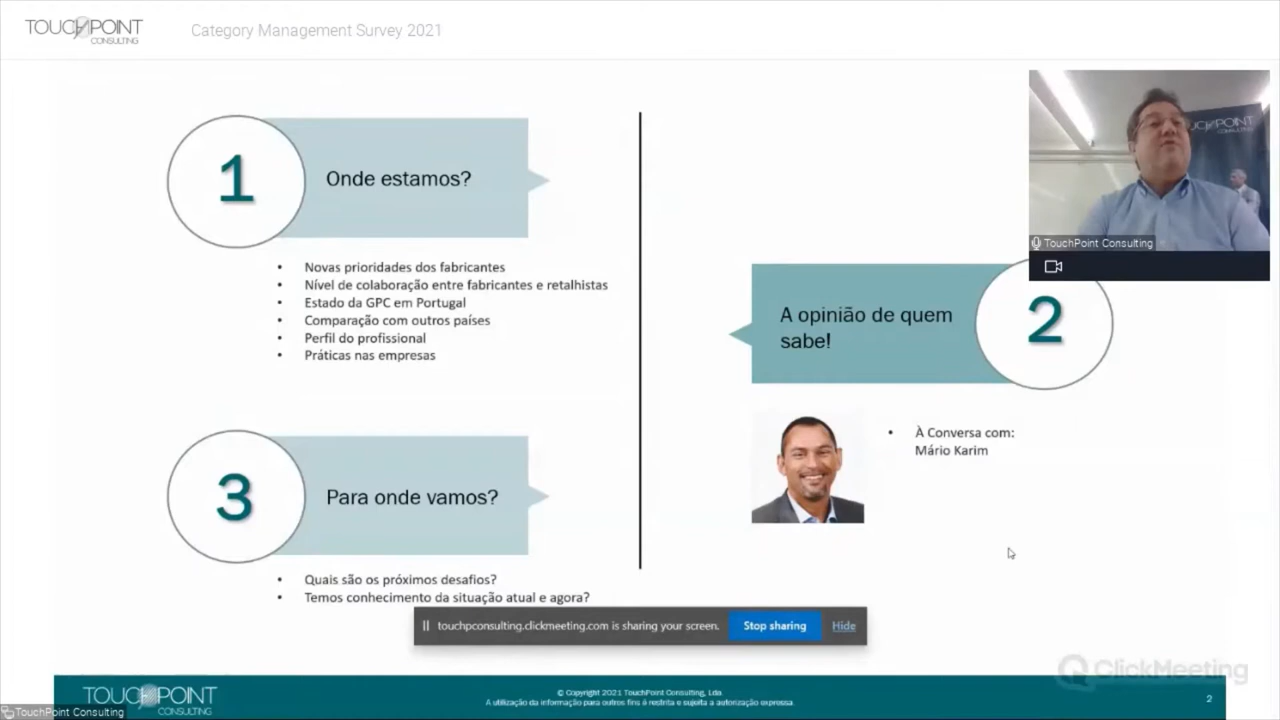 TOUCHPOINT
CONSULTING
Category Management Survey 2021
1
Onde estamos?
• Novas prioridades dos fabricantes
• Nível de colaboração entre fabricantes e retalhistas
• Estado da GPC em Portugal
• Comparação com outros países
• Perfil do profissional
• Práticas nas empresas
TOUCHPOINT
CONSULTING
TouchPoint Consulting
2
A opinião de quem
sabe!
• À Conversa com:
Mário Karim
3
Para onde vamos?
• Quais são os próximos desafios?
• Temos conhecimento da situação atual e agora?
touchpconsulting.clickmeeting.com is sharing your screen.
Stop sharing
Hide
ClickMeeting
TOUCHPOINT
CONSULTING
© Copyright 2021 TouchPoint Consulting, Lda.
A utilização da informação para outros fins é restrita e sujeita a autorização expressa.
2
TouchPoint Consulting